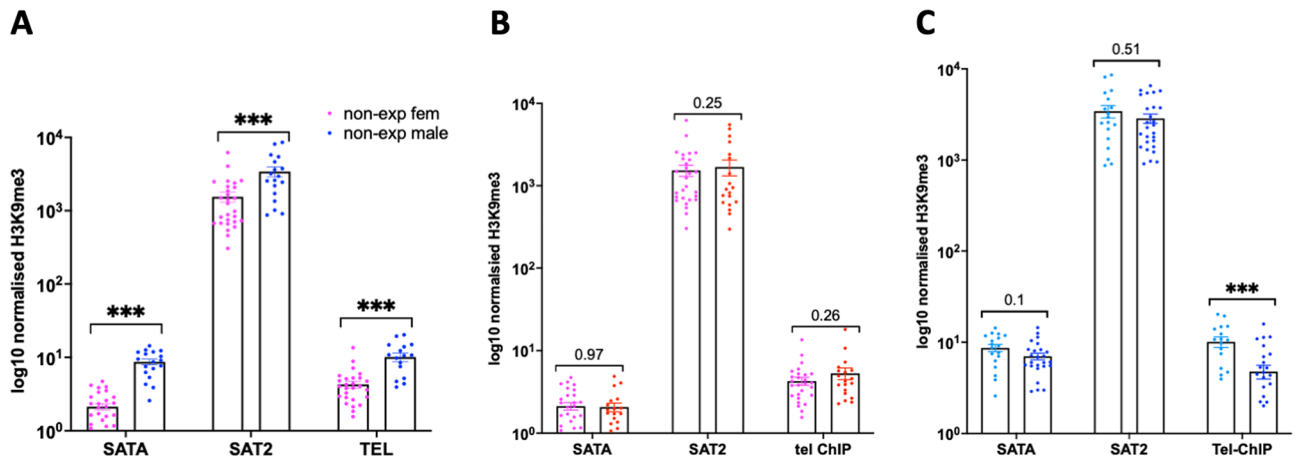 A
log10 normalised H3K9me3
10⁴
10³
10²
10¹
10⁰
non-exp fem
non-exp male
***
***
***
SATA
SAT2
TEL
B
log10 normalsied H3K9me3
10⁴
10³
10²
10¹
10⁰
0.97
0.25
0.26
SATA
SAT2
tel ChIP
C
log10 normalised H3K9me3
10⁴
10³
10²
10¹
10⁰
0.1
0.51
***
SATA
SAT2
Tel-ChIP